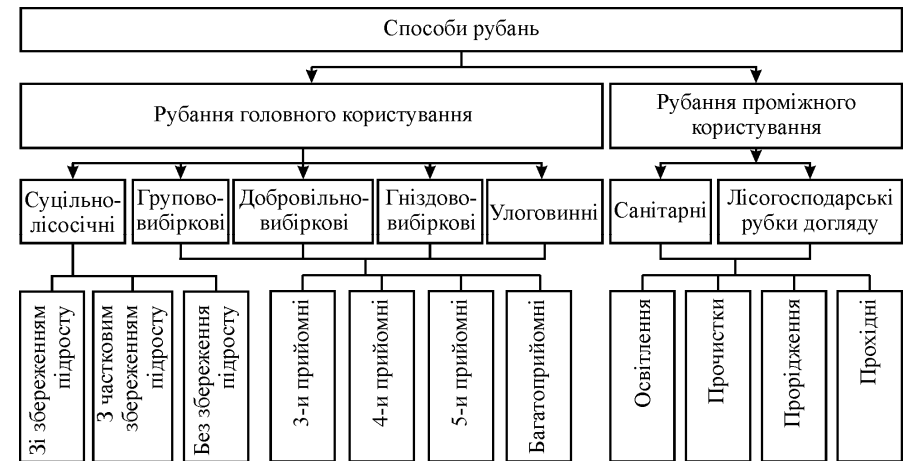 Способи рубань
Рубання головного користування
Рубання проміжного
користування
Суцільно-
лісосічні
Групово-
вибіркові
Добровільно-
вибіркові
Гніздово-
вибіркові
Улоговинні
Санітарні
Лісогосподарські
рубки догляду
Зі збереженням
підросту
З частковим
збереженням
підросту
Без збереження
підросту
3-и прийомні
4-и прийомні
5-и прийомні
Багатоприйомні
Освітлення
Прочистки
Прорідження
Прохідні